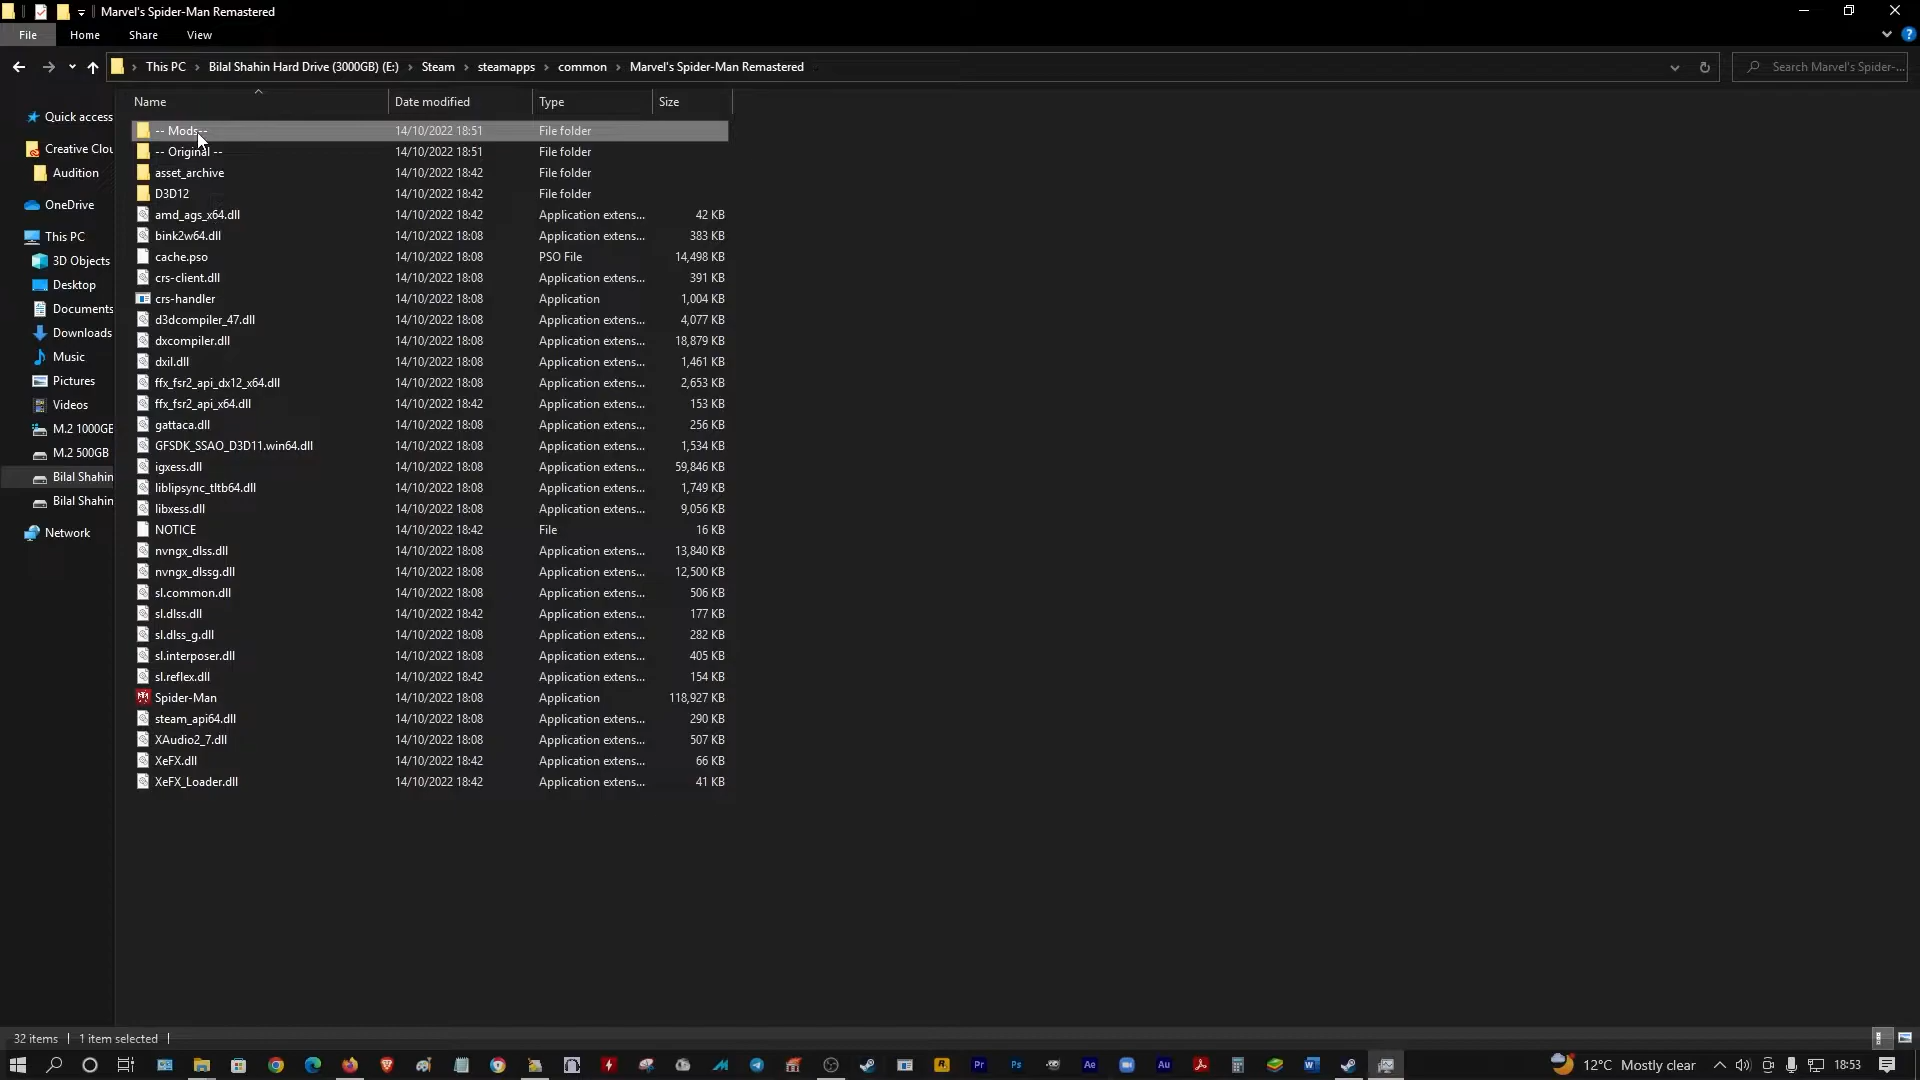 Marvel's Spider-Man Remastered
File Home Share View
This PC Bilal Shahin Hard Drive (3000GB) (E:) Steam steamapps common Marvel's Spider-Man Remastered
Search Marvel's Spider-...
Name Date modified Type Size
Quick access
Creative Clou
Audition
OneDrive
This PC
3D Objects
Desktop
Documents
Downloads
Music
Pictures
Videos
M.2 1000GE
M.2 500GB
Bilal Shahin
Bilal Shahin
Network
-- Mods-- 14/10/2022 18:51 File folder
-- Original -- 14/10/2022 18:51 File folder
asset_archive 14/10/2022 18:42 File folder
D3D12 14/10/2022 18:42 File folder
amd_ags_x64.dll 14/10/2022 18:42 Application extens... 42 KB
bink2w64.dll 14/10/2022 18:08 Application extens... 383 KB
cache.pso 14/10/2022 18:08 PSO File 14,498 KB
crs-client.dll 14/10/2022 18:08 Application extens... 391 KB
crs-handler 14/10/2022 18:08 Application 1,004 KB
d3dcompiler_47.dll 14/10/2022 18:08 Application extens... 4,077 KB
dxcompiler.dll 14/10/2022 18:08 Application extens... 18,879 KB
dxil.dll 14/10/2022 18:08 Application extens... 1,461 KB
ffx_fsr2_api_dx12_x64.dll 14/10/2022 18:08 Application extens... 2,653 KB
ffx_fsr2_api_x64.dll 14/10/2022 18:42 Application extens... 153 KB
gattaca.dll 14/10/2022 18:08 Application extens... 256 KB
GFSDK_SSAO_D3D11.win64.dll 14/10/2022 18:08 Application extens... 1,534 KB
igxess.dll 14/10/2022 18:08 Application extens... 59,846 KB
liblipsync_tltb64.dll 14/10/2022 18:08 Application extens... 1,749 KB
libxess.dll 14/10/2022 18:08 Application extens... 9,056 KB
NOTICE 14/10/2022 18:42 File 16 KB
nvngx_dlss.dll 14/10/2022 18:08 Application extens... 13,840 KB
nvngx_dlssg.dll 14/10/2022 18:08 Application extens... 12,500 KB
sl.common.dll 14/10/2022 18:08 Application extens... 506 KB
sl.dlss.dll 14/10/2022 18:42 Application extens... 177 KB
sl.dlss_g.dll 14/10/2022 18:08 Application extens... 282 KB
sl.interposer.dll 14/10/2022 18:08 Application extens... 405 KB
sl.reflex.dll 14/10/2022 18:42 Application extens... 154 KB
Spider-Man 14/10/2022 18:08 Application 118,927 KB
steam_api64.dll 14/10/2022 18:08 Application extens... 290 KB
XAudio2_7.dll 14/10/2022 18:08 Application extens... 507 KB
XeFX.dll 14/10/2022 18:42 Application extens... 66 KB
XeFX_Loader.dll 14/10/2022 18:42 Application extens... 41 KB
32 items 1 item selected
Pr Ps Ae Au 12°C Mostly clear 18:53